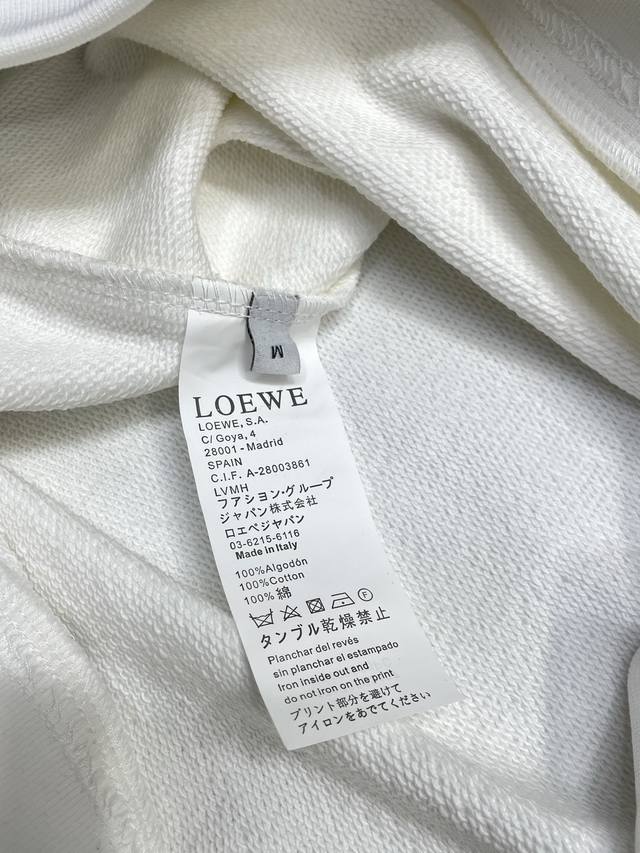 M
LOEWE
LOEWE, S.A.
C/ Goya, 4
28001 - Madrid
SPAIN
C.I.F. A-28003861
LVMH
ファション・グループ
ジャパン株式会社
ロエベジャパン
03-6215-6116
Made in Italy
100%Algodón
100%Cotton
100% 綿
F
タンブル乾燥禁止
Planchar del revés
sin planchar el estampado
Iron inside out and
do not iron on the print
プリント部分を避けて
アイロンをあでてください